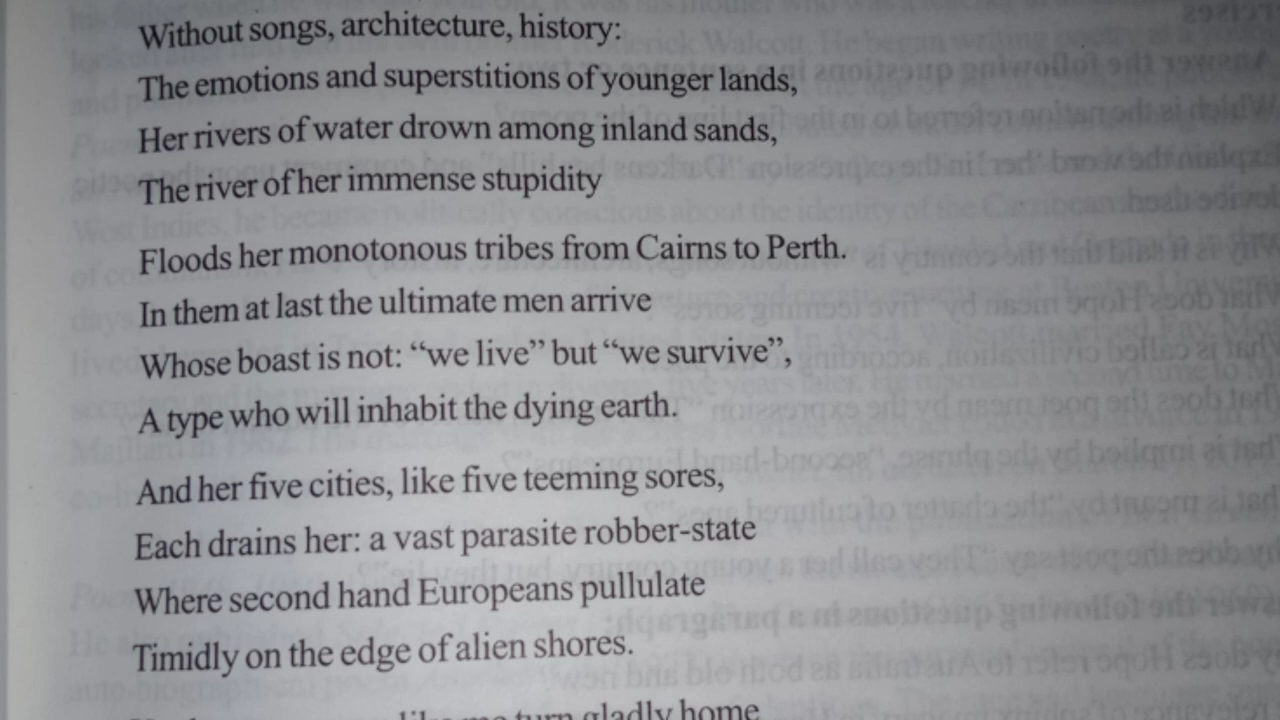 Without songs, architecture, history:
The emotions and superstitions of younger lands,
Her rivers of water drown among inland sands,
The river of her immense stupidity
Floods her monotonous tribes from Cairns to Perth.
In them at last the ultimate men arrive
Whose boast is not: “we live” but “we survive”,
A type who will inhabit the dying earth.
And her five cities, like five teeming sores,
Each drains her: a vast parasite robber-state
Where second hand Europeans pullulate
Timidly on the edge of alien shores.
turn gladly home